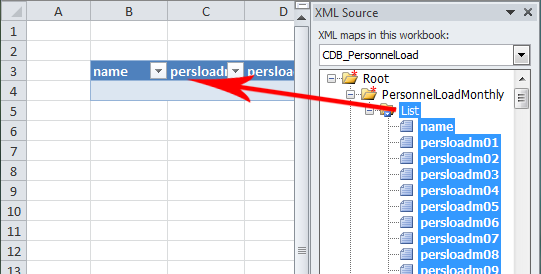 XML Source
XML maps in this workbook:
CDB_PersonnelLoad
A B C D
1
2
3 name persloadm persloa
4
5
6
7
8
9
10
11
12
13
Root
PersonnelLoadMonthly
List
name
persloadm01
persloadm02
persloadm03
persloadm04
persloadm05
persloadm06
persloadm07
persloadm08
persloadm09